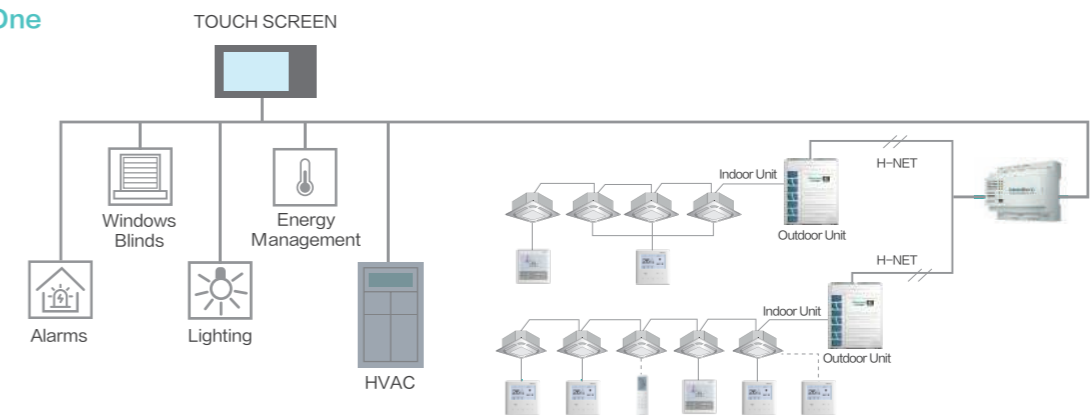 One
TOUCH SCREEN
Windows
Blinds
Energy
Management
Alarms
Lighting
HVAC
H-NET
Indoor Unit
Outdoor Unit
H-NET
Indoor Unit
Outdoor Unit